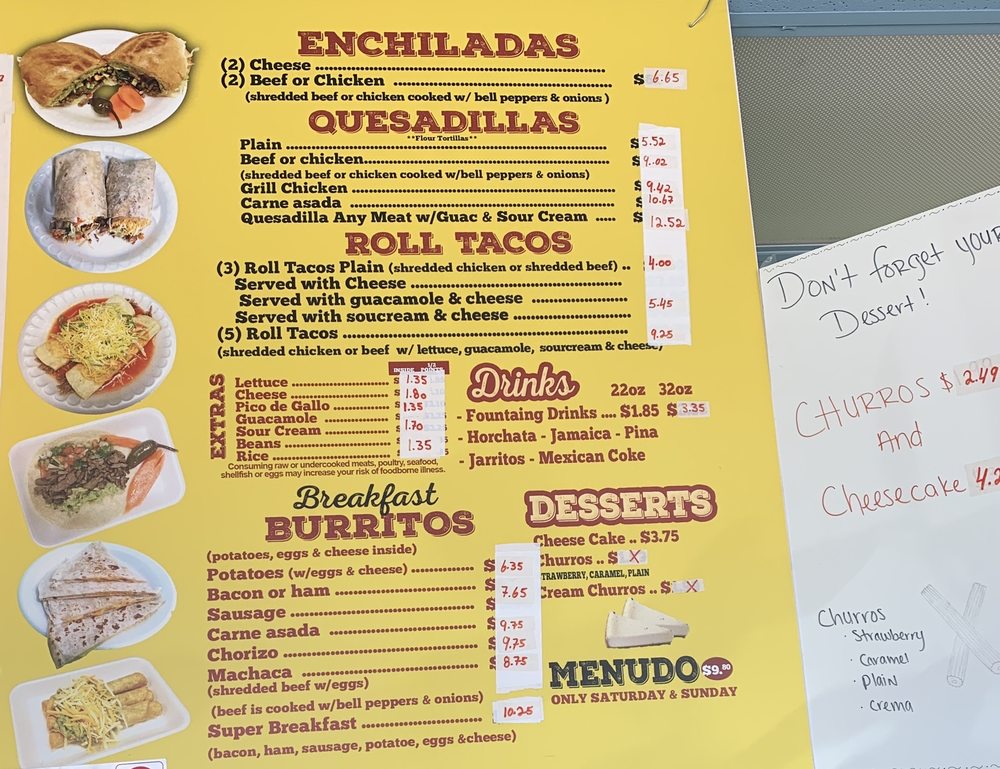 ENCHILADAS
(2) Cheese ........................
(2) Beef or Chicken ........................ $ 6.65
(shredded beef or chicken cooked w/ bell peppers & onions )
QUESADILLAS
**Flour Tortillas**
Plain ........................ $ 5.52
Beef or chicken........................ $ 9.02
(shredded beef or chicken cooked w/bell peppers & onions)
Grill Chicken ........................ $ 9.42
Carne asada ........................ $ 10.67
Quesadilla Any Meat w/Guac & Sour Cream ..... $ 12.52
ROLL TACOS
(3) Roll Tacos Plain (shredded chicken or shredded beef) .. 4.00
Served with Cheese ........................
Served with guacamole & cheese ........................ 5.45
Served with soucream & cheese ........................
(5) Roll Tacos ........................ 9.25
(shredded chicken or beef w/ lettuce, guacamole, sourcream & cheese)
EXTRAS
INSIDE 1/2 POINTS
Lettuce ............ $ 1.35
Cheese ............ $ 1.80
Pico de Gallo ............ 1.35
Guacamole ............
Sour Cream ............ 1.70
Beans ............
Rice ............ 1.35
Consuming raw or undercooked meats, poultry, seafood,
shellfish or eggs may increase your risk of foodborne illness.
Drinks 22oz 32oz
- Fountaing Drinks .... $1.85 $ 3.35
- Horchata - Jamaica - Pina
- Jarritos - Mexican Coke
Breakfast
BURRITOS
(potatoes, eggs & cheese inside)
Potatoes (w/eggs & cheese) ............ $ 6.35
Bacon or ham ............ $ 7.65
Sausage ............ $
Carne asada ............ $ 9.75
Chorizo ............ $ 9.75
Machaca ............ $ 8.75
(shredded beef w/eggs)
(beef is cooked w/bell peppers & onions)
Super Breakfast ............ 10.25
(bacon, ham, sausage, potatoe, eggs &cheese)
DESSERTS
Cheese Cake .. $3.75
Churros .. $ X
STRAWBERRY, CARAMEL, PLAIN
Cream Churros .. $ X
MENUDO $9.80
ONLY SATURDAY & SUNDAY
Don't forget your
Dessert!
CHURROS $ 2.49
And
Cheesecake
Churros
· Strawberry
· Caramel
· Plain
· crema